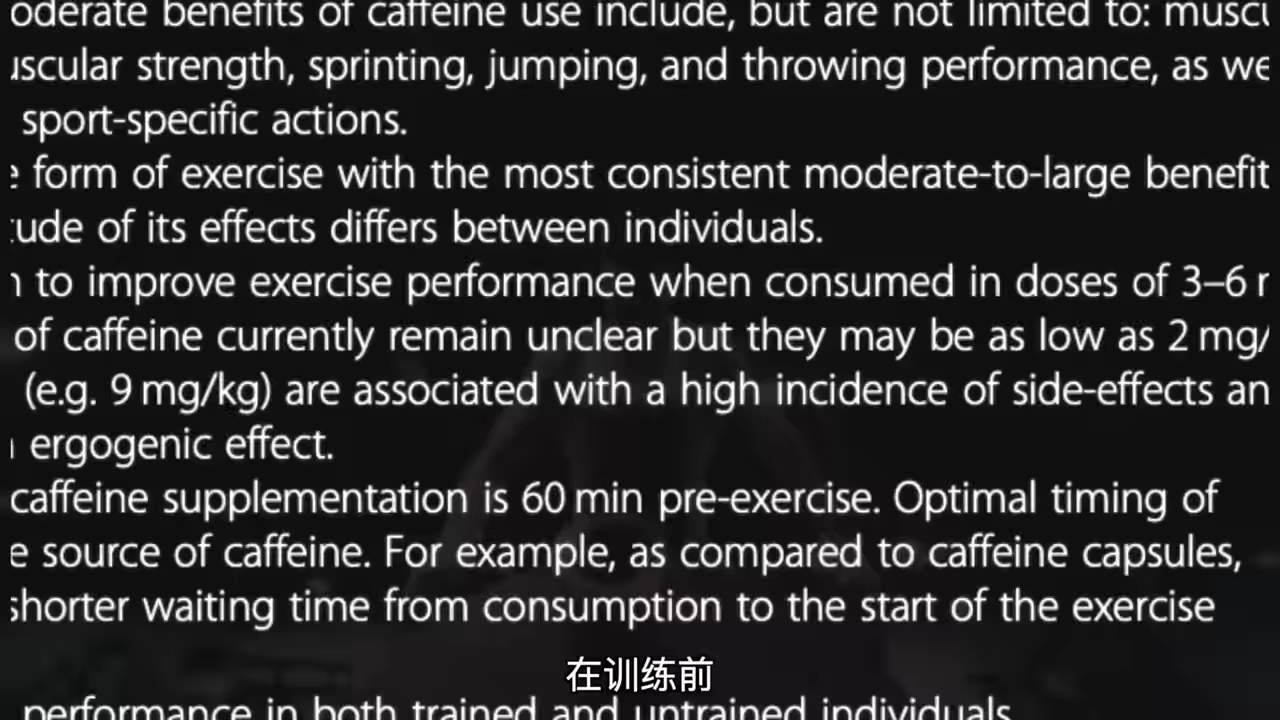 oderate benefits of caffeine use include, but are not limited to: muscu
uscular strength, sprinting, jumping, and throwing performance, as we
sport-specific actions.
e form of exercise with the most consistent moderate-to-large benefit
tude of its effects differs between individuals.
n to improve exercise performance when consumed in doses of 3–6 r
of caffeine currently remain unclear but they may be as low as 2 mg/
(e.g. 9 mg/kg) are associated with a high incidence of side-effects an
ergogenic effect.
caffeine supplementation is 60 min pre-exercise. Optimal timing of
e source of caffeine. For example, as compared to caffeine capsules,
shorter waiting time from consumption to the start of the exercise
在训练前
performance in both trained and untrained individuals